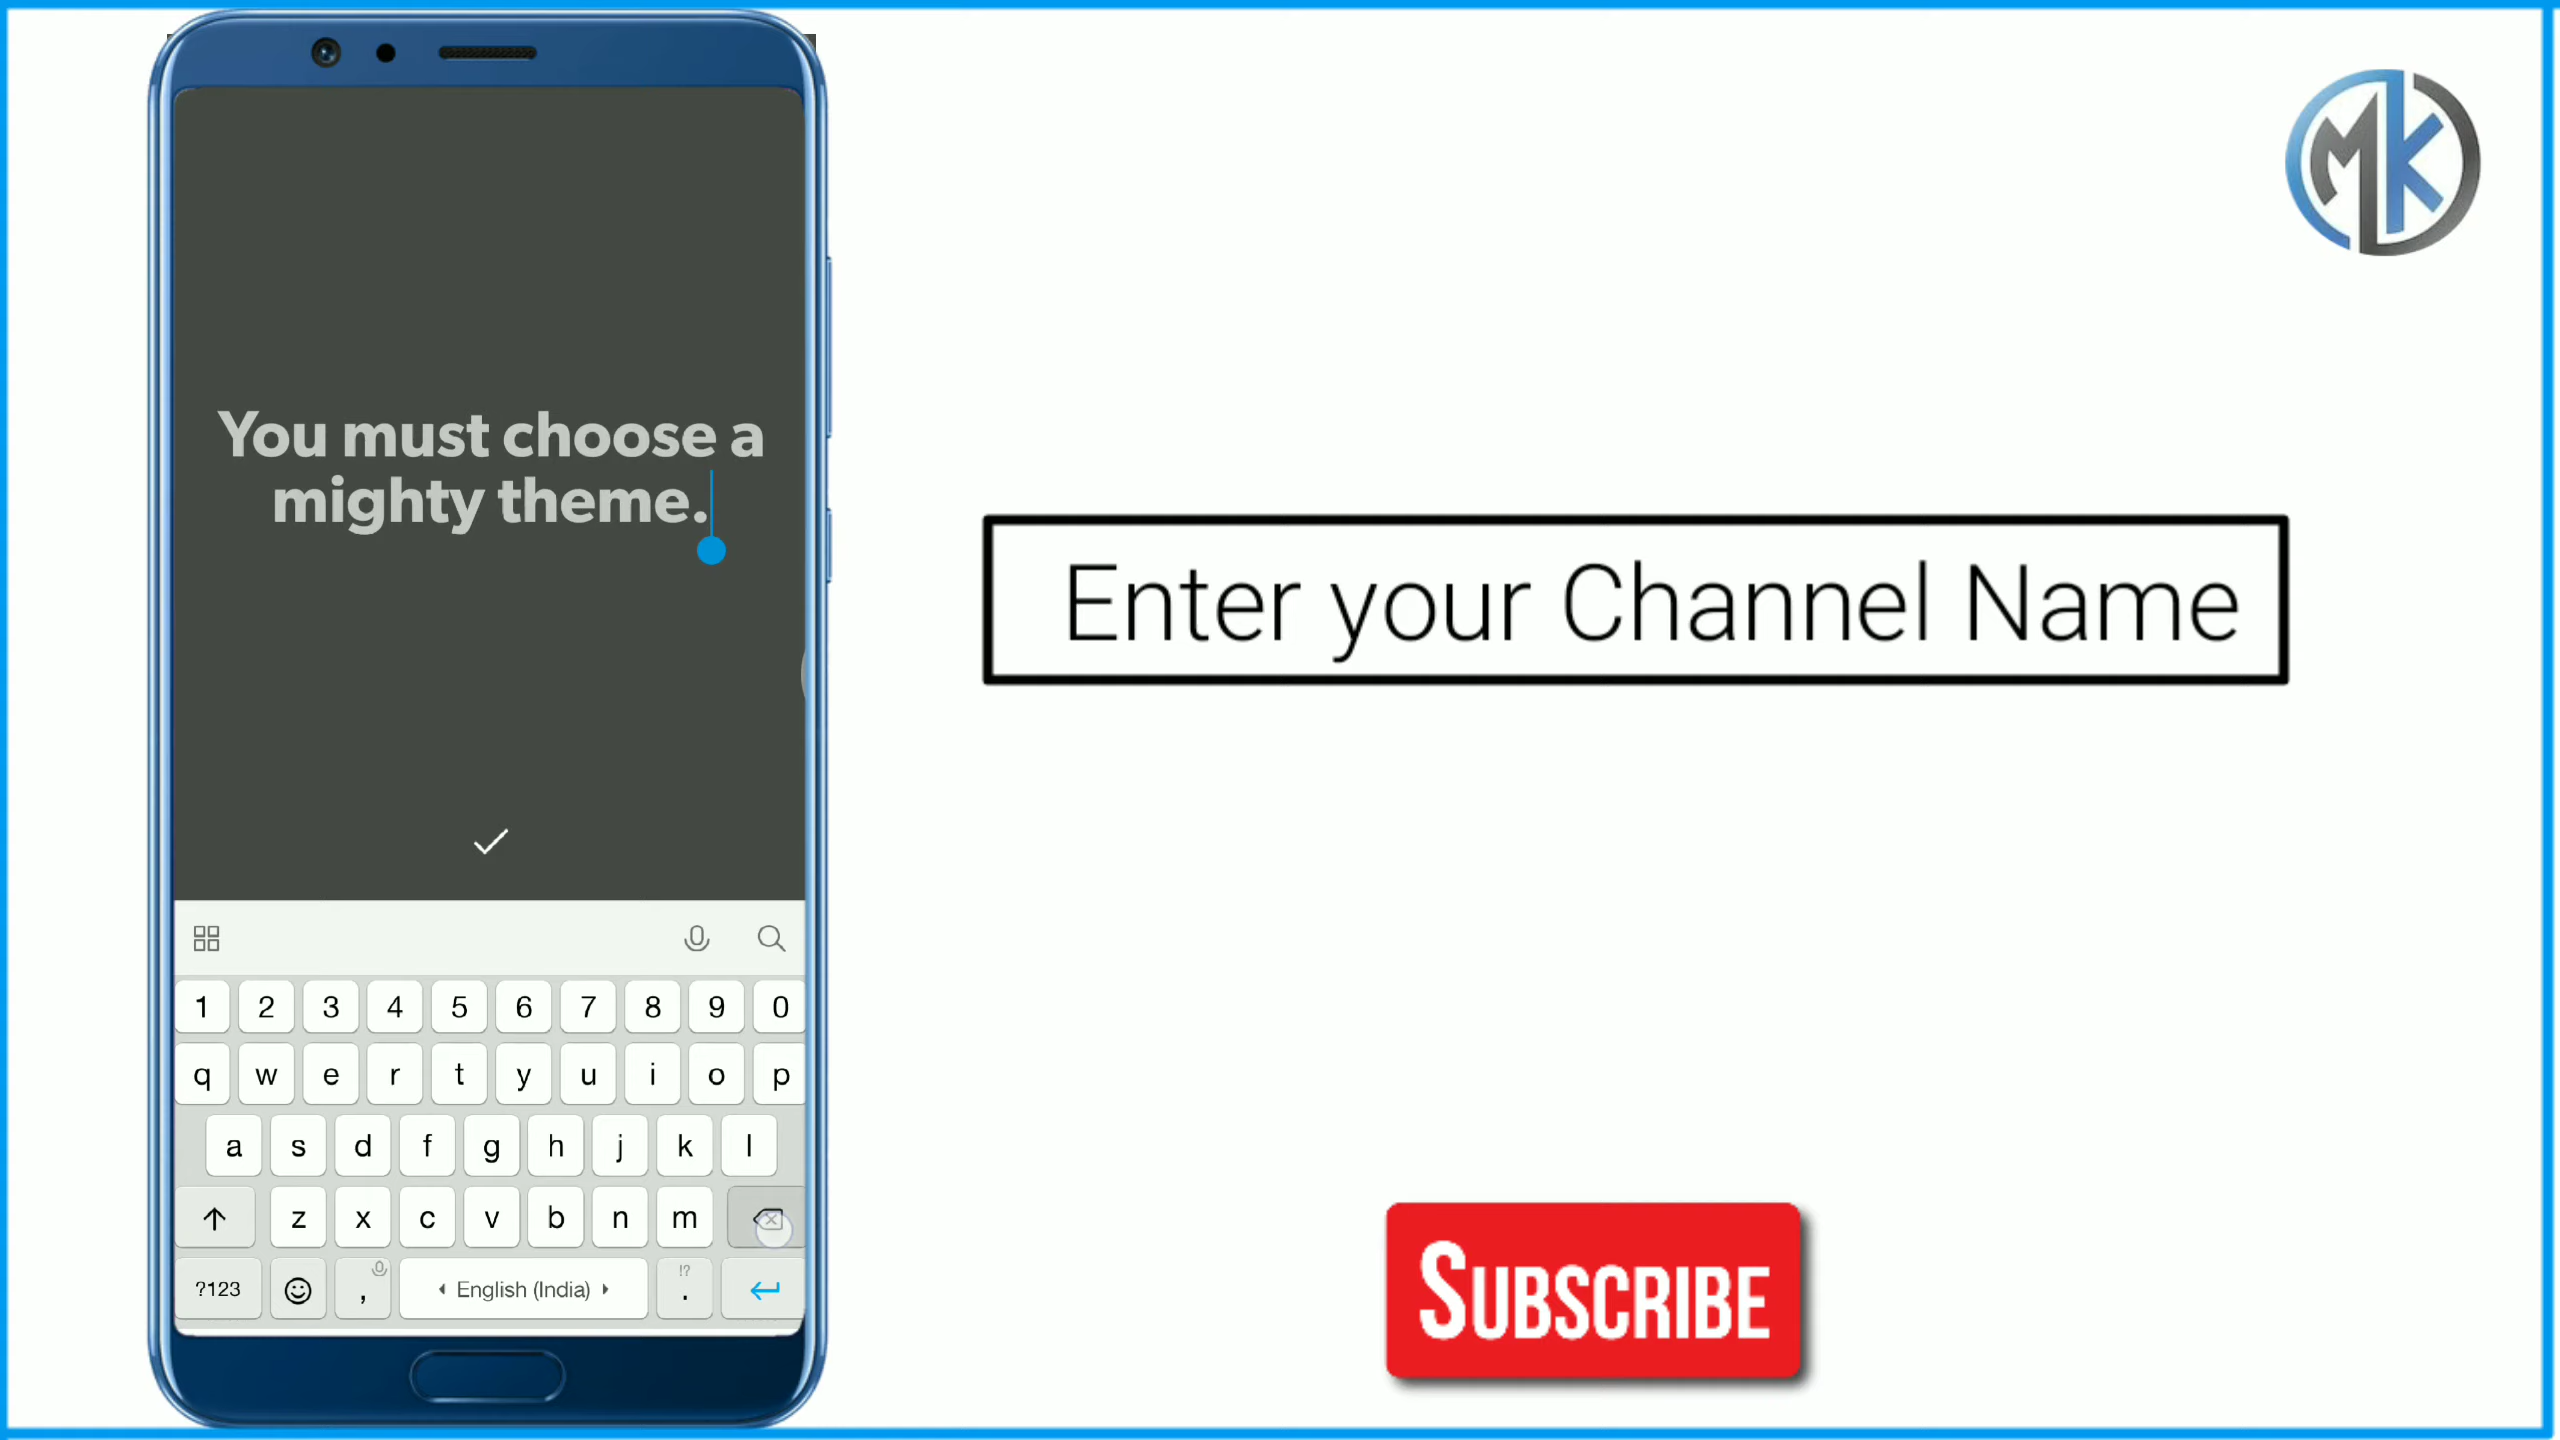 You must choose a
mighty theme.
1 2 3 4 5 6 7 8 9 0
q w e r t y u i o p
a s d f g h j k l
z x c v b n m
?123 , English (India) !? .
MK
Enter your Channel Name
SUBSCRIBE